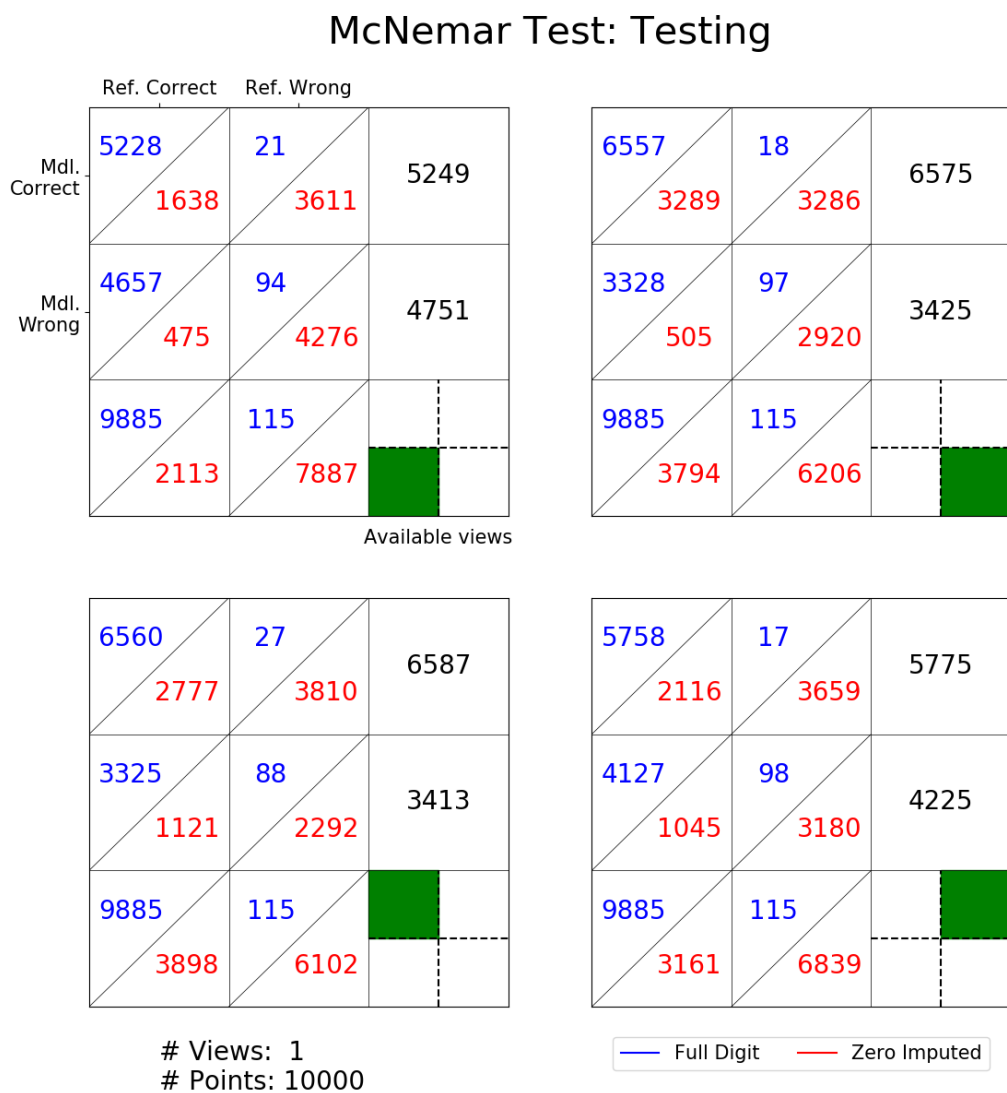 McNemar Test: Testing
Ref. Correct Ref. Wrong
Mdl.
Correct
5228 21 6557 18
5249 6575
1638 3611 3289 3286
Mdl.
Wrong
4657 94 3328 97
4751 3425
475 4276 505 2920
9885 115 9885 115
2113 7887 3794 6206
Available views
6560 27 5758 17
6587 5775
2777 3810 2116 3659
3325 88 4127 98
3413 4225
1121 2292 1045 3180
9885 115 9885 115
3898 6102 3161 6839
# Views: 1
# Points: 10000
Full Digit Zero Imputed